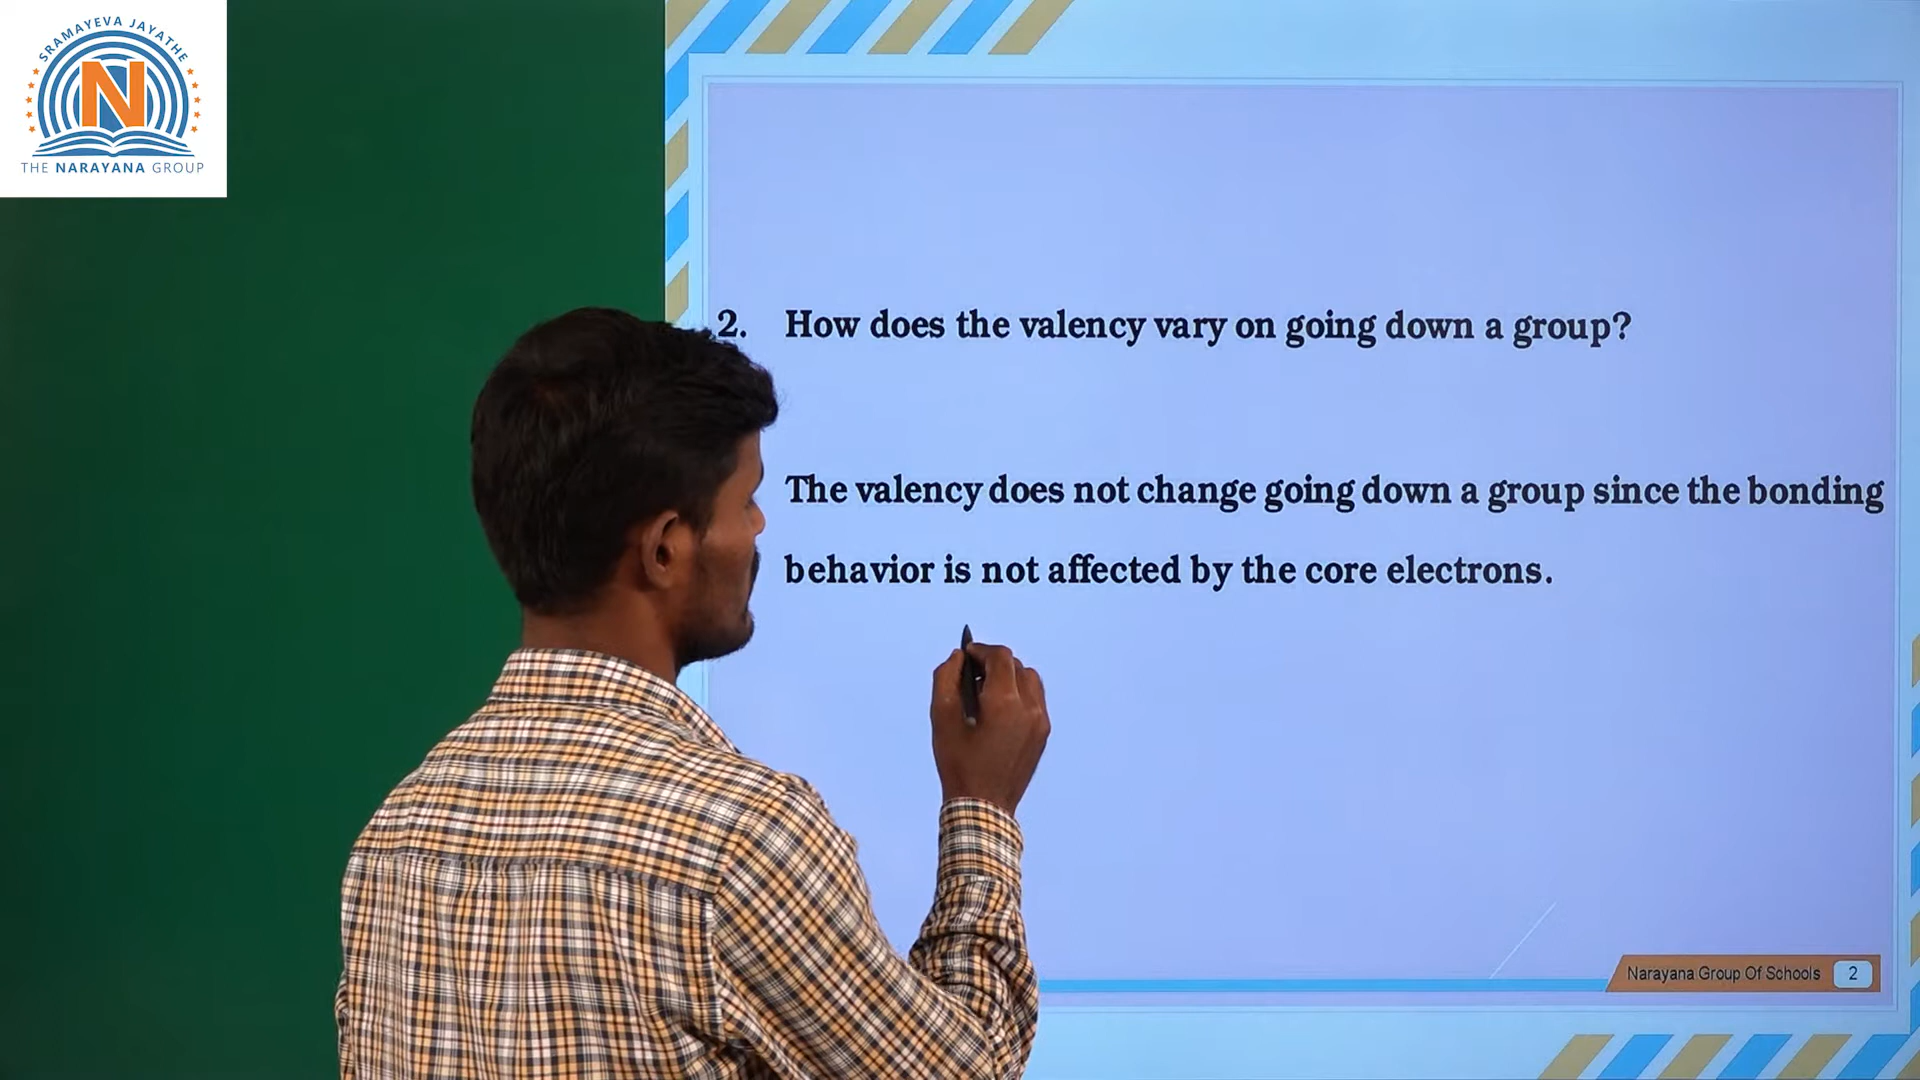 SRAMAYEVA JAYATHE
N
THE NARAYANA GROUP
2. How does the valency vary on going down a group?
The valency does not change going down a group since the bonding
behavior is not affected by the core electrons.
Narayana Group Of Schools 2